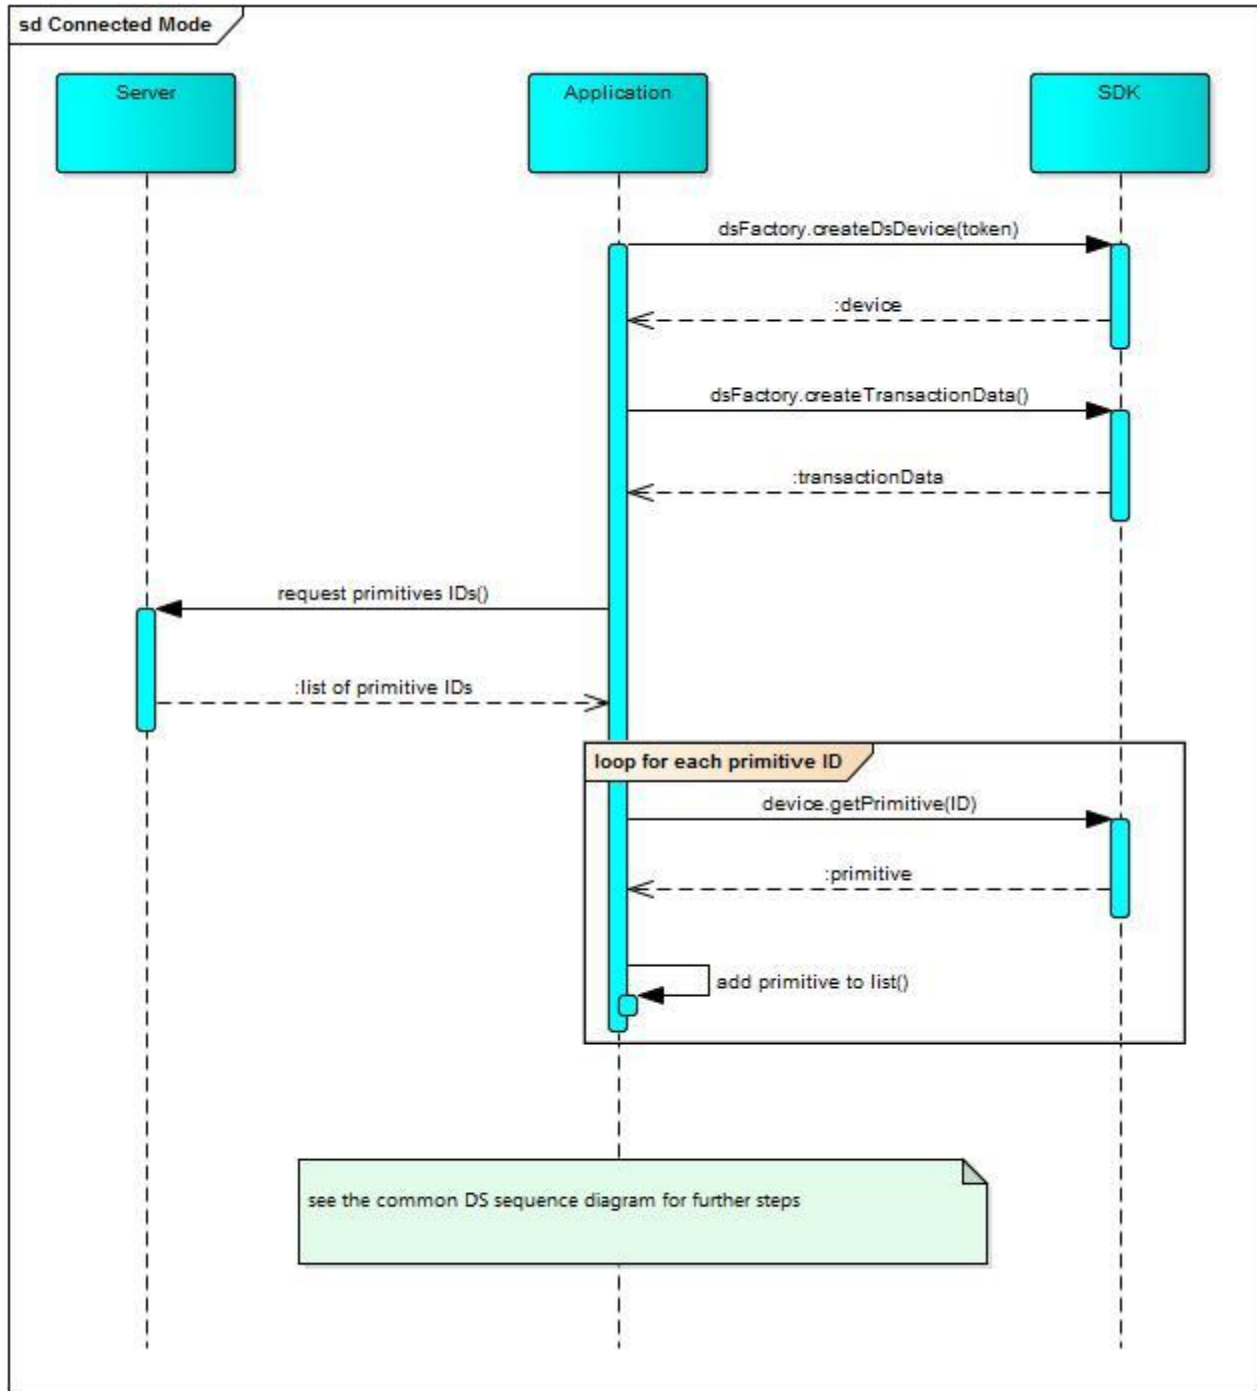 sd Connected Mode
Server
Application
SDK
dsFactory.createDsDevice(token)
:device
dsFactory.createTransactionData()
:transactionData
request primitives IDs()
:list of primitive IDs
loop for each primitive ID
device.getPrimitive(ID)
:primitive
add primitive to list()
see the common DS sequence diagram for further steps